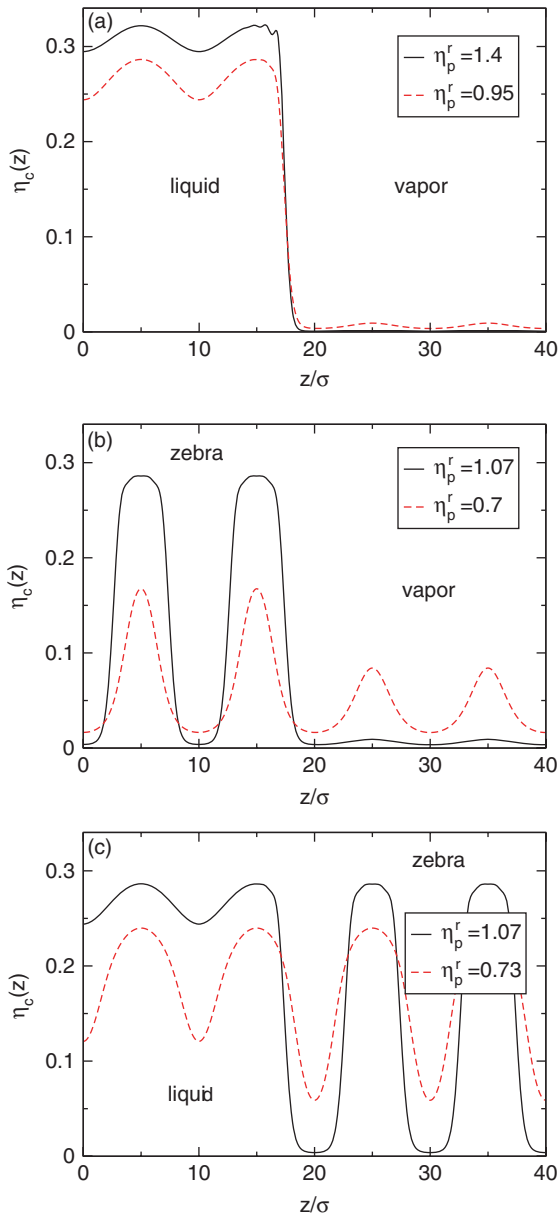 (a)
0.3
0.2
0.1
0
η_c(z)
η_p^r=1.4
η_p^r=0.95
liquid
vapor
0 10 20 30 40
z/σ
(b)
zebra
0.3
0.2
0.1
0
η_c(z)
η_p^r=1.07
η_p^r=0.7
vapor
0 10 20 30 40
z/σ
(c)
zebra
0.3
0.2
0.1
0
η_c(z)
η_p^r=1.07
η_p^r=0.73
liquid
0 10 20 30 40
z/σ